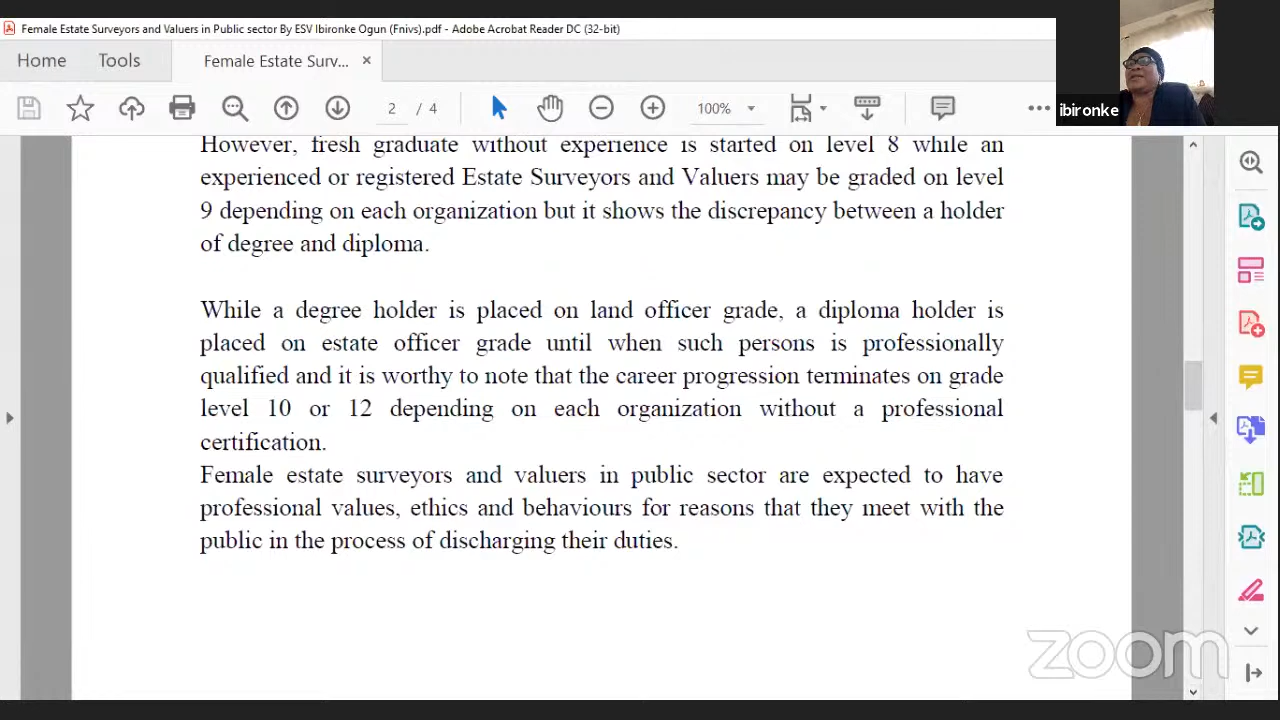 Female Estate Surveyors and Valuers in Public sector By ESV Ibironke Ogun (Fnivs).pdf - Adobe Acrobat Reader DC (32-bit)
Home
Tools
Female Estate Surv...
2 / 4
100%
ibironke
However, fresh graduate without experience is started on level 8 while an
experienced or registered Estate Surveyors and Valuers may be graded on level
9 depending on each organization but it shows the discrepancy between a holder
of degree and diploma.
While a degree holder is placed on land officer grade, a diploma holder is
placed on estate officer grade until when such persons is professionally
qualified and it is worthy to note that the career progression terminates on grade
level 10 or 12 depending on each organization without a professional
certification.
Female estate surveyors and valuers in public sector are expected to have
professional values, ethics and behaviours for reasons that they meet with the
public in the process of discharging their duties.
zoom